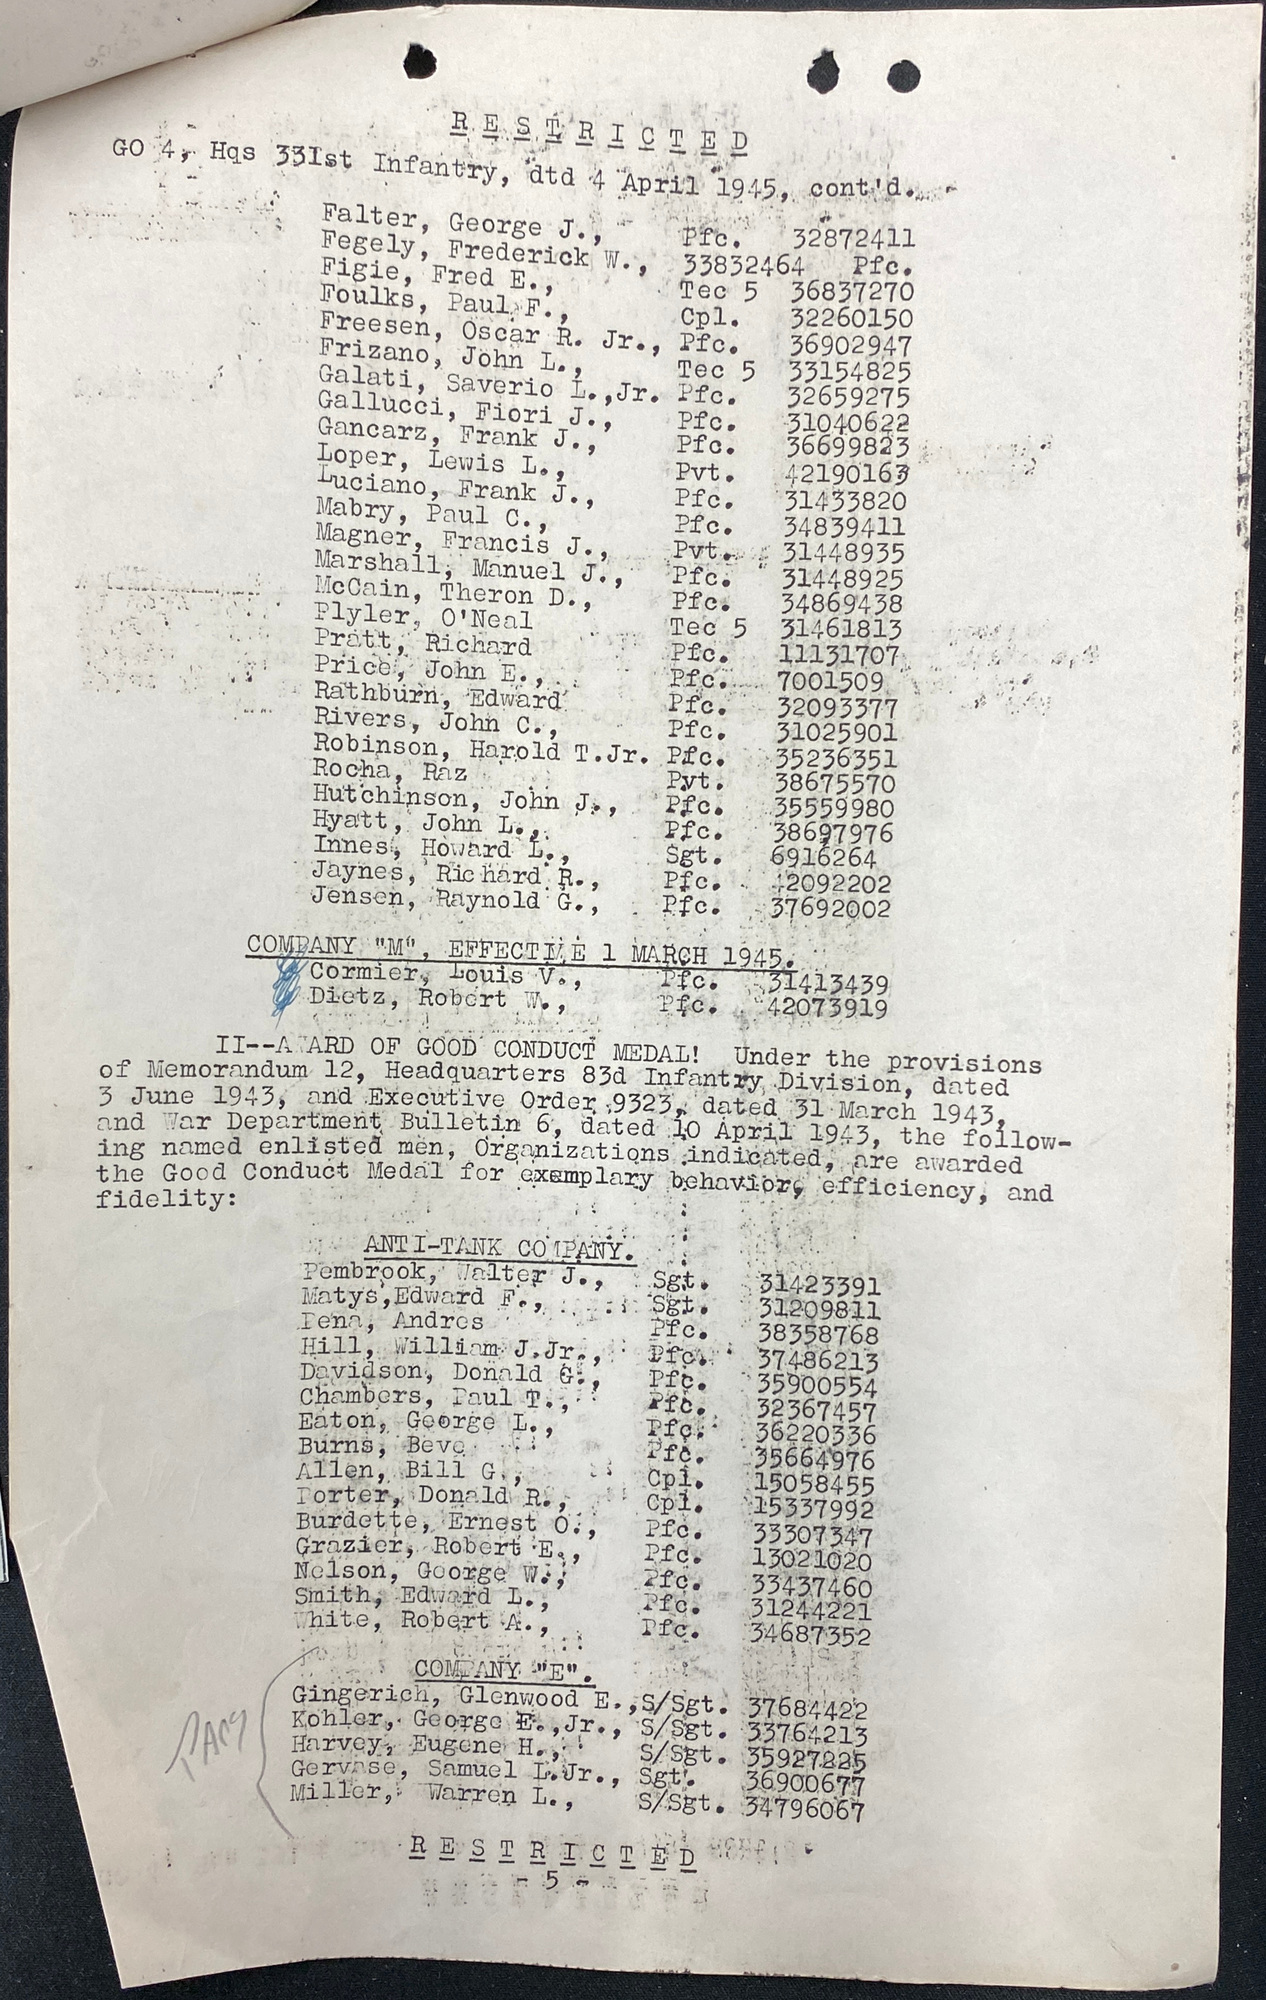 R E S T R I C T E D
GO 4, Hqs 331st Infantry, dtd 4 April 1945, cont'd.
Falter, George J., Pfc. 32872411
Fegely, Frederick W., 33832464 Pfc.
Figie, Fred E., Tec 5 36837270
Foulks, Paul F., Cpl. 32260150
Freesen, Oscar R. Jr., Pfc. 36902947
Frizano, John L., Tec 5 33154825
Galati, Saverio L.,Jr. Pfc. 32659275
Gallucci, Fiori J., Pfc. 31040622
Gancarz, Frank J., Pfc. 36699823
Loper, Lewis L., Pvt. 42190163
Luciano, Frank J., Pfc. 31433820
Mabry, Paul C., Pfc. 34839411
Magner, Francis J., Pvt. 31448935
Marshall, Manuel J., Pfc. 31448925
McCain, Theron D., Pfc. 34869438
Plyler, O'Neal Tec 5 31461813
Pratt, Richard Pfc. 11131707
Price, John E., Pfc. 7001509
Rathburn, Edward Pfc. 32093377
Rivers, John C., Pfc. 31025901
Robinson, Harold T.Jr. Pfc. 35236351
Rocha, Raz Pvt. 38675570
Hutchinson, John J., Pfc. 35559980
Hyatt, John L., Pfc. 38697976
Innes, Howard L., Sgt. 6916264
Jaynes, Richard R., Pfc. 42092202
Jensen, Raynold G., Pfc. 37692002
COMPANY "M", EFFECTIVE 1 MARCH 1945.
Cormier, Louis V., Pfc. 31413439
Dietz, Robert W., Pfc. 42073919
II--AWARD OF GOOD CONDUCT MEDAL! Under the provisions
of Memorandum 12, Headquarters 83d Infantry Division, dated
3 June 1943, and Executive Order 9323, dated 31 March 1943,
and War Department Bulletin 6, dated 10 April 1943, the follow-
ing named enlisted men, Organizations indicated, are awarded
the Good Conduct Medal for exemplary behavior, efficiency, and
fidelity:
ANTI-TANK COMPANY.
Pembrook, Walter J., Sgt. 31423391
Matys,Edward F., Sgt. 31209811
Pena, Andres Pfc. 38358768
Hill, William J.Jr., Pfc. 37486213
Davidson, Donald G., Pfc. 35900554
Chambers, Paul T., Pfc. 32367457
Eaton, George L., Pfc. 36220336
Burns, Beve Pfc. 35664976
Allen, Bill G., Cpl. 15058455
Porter, Donald R., Cpl. 15337992
Burdette, Ernest O., Pfc. 33307347
Grazier, Robert E., Pfc. 13021020
Nelson, George W., Pfc. 33437460
Smith, Edward L., Pfc. 31244221
White, Robert A., Pfc. 34687352
COMPANY "E".
Gingerich, Glenwood E.,S/Sgt. 37684422
Kohler, George E.,Jr., S/Sgt. 33764213
Harvey, Eugene H., S/Sgt. 35927225
Gervase, Samuel L.Jr., Sgt. 36900677
Miller, Warren L., S/Sgt. 34796067
R E S T R I C T E D
- 5 -